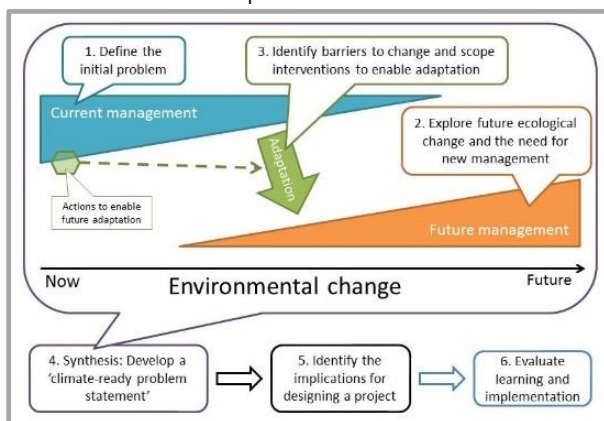 1. Define the
initial problem
3. Identify barriers to change and scope
interventions to enable adaptation
Current management
2. Explore future ecological
change and the need for
new management
Adaptation
Actions to enable
future adaptation
Future management
Now
Environmental change
Future
4. Synthesis: Develop a
'climate-ready problem
statement'
5. Identify the
implications for
designing a project
6. Evaluate
learning and
implementation